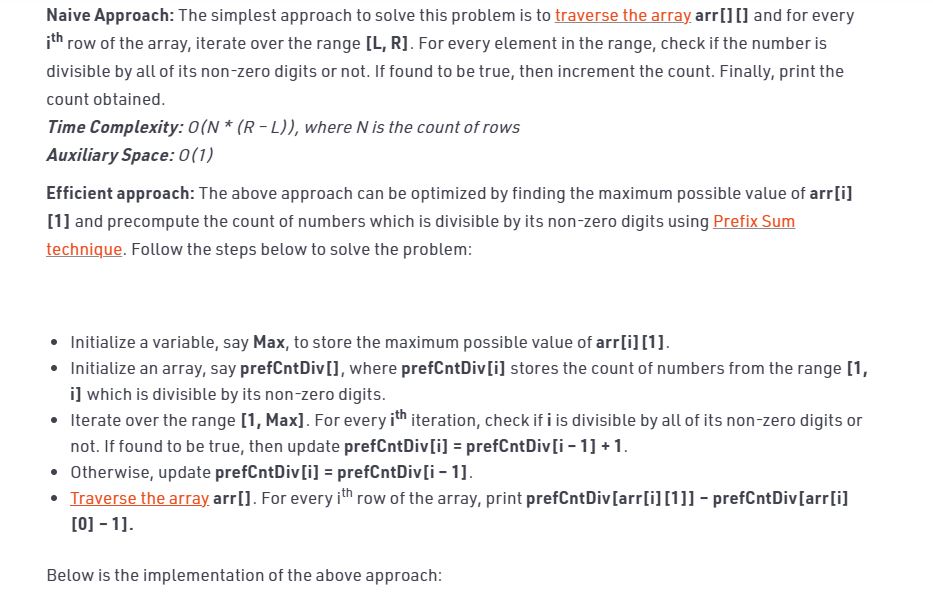 Naive Approach: The simplest approach to solve this problem is to traverse the array arr[][] and for every
ith row of the array, iterate over the range [L, R]. For every element in the range, check if the number is
divisible by all of its non-zero digits or not. If found to be true, then increment the count. Finally, print the
count obtained.
Time Complexity: O(N * (R – L)), where N is the count of rows
Auxiliary Space: O(1)
Efficient approach: The above approach can be optimized by finding the maximum possible value of arr[i]
[1] and precompute the count of numbers which is divisible by its non-zero digits using Prefix Sum
technique. Follow the steps below to solve the problem:
• Initialize a variable, say Max, to store the maximum possible value of arr[i][1].
• Initialize an array, say prefCntDiv[], where prefCntDiv[i] stores the count of numbers from the range [1,
i] which is divisible by its non-zero digits.
• Iterate over the range [1, Max]. For every ith iteration, check if i is divisible by all of its non-zero digits or
not. If found to be true, then update prefCntDiv[i] = prefCntDiv[i – 1] + 1.
• Otherwise, update prefCntDiv[i] = prefCntDiv[i – 1].
• Traverse the array arr[]. For every ith row of the array, print prefCntDiv[arr[i][1]] – prefCntDiv[arr[i]
[0] – 1].
Below is the implementation of the above approach: